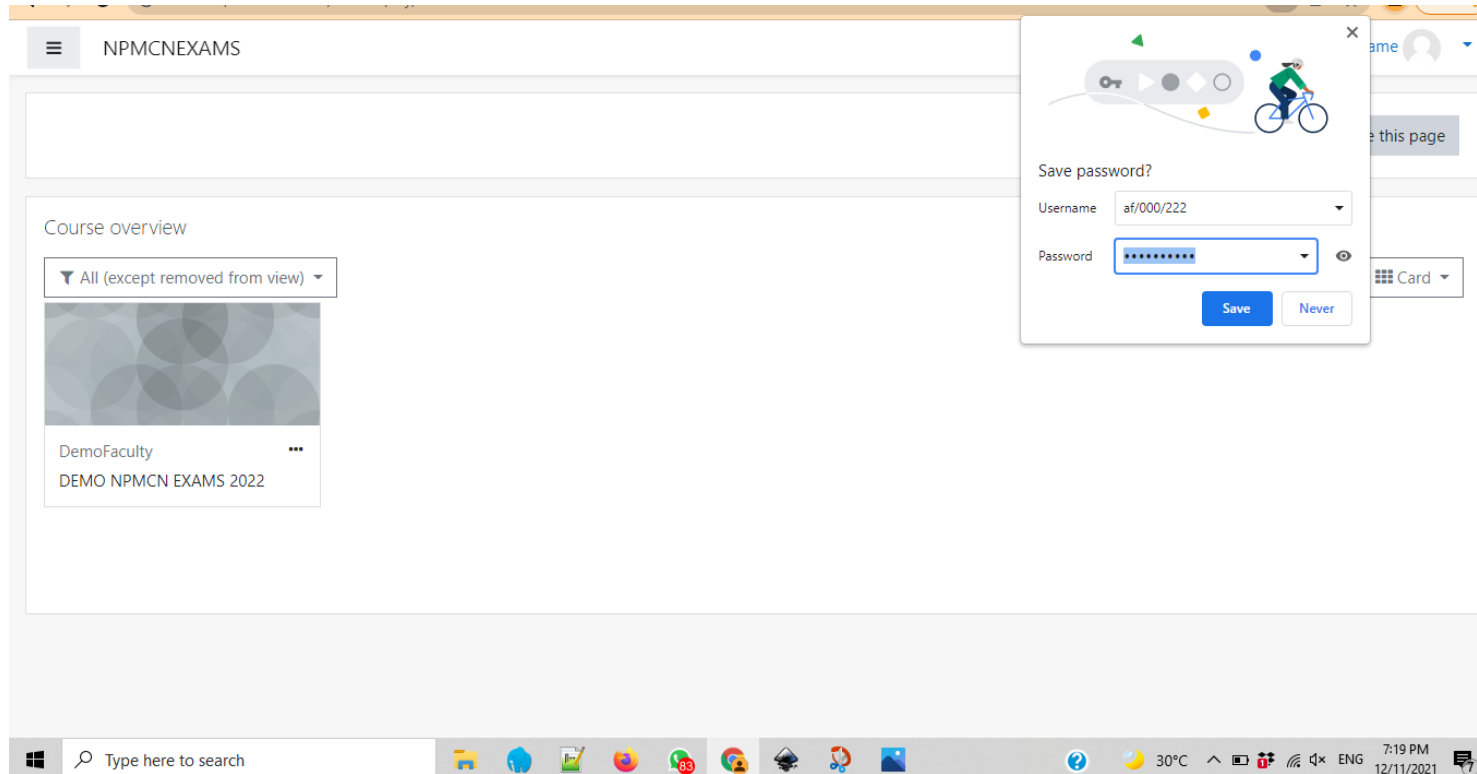 NPMCNEXAMS
ame
e this page
Save password?
Username af/000/222
Password ••••••••••
Save Never
Course overview
All (except removed from view)
Card
DemoFaculty
DEMO NPMCN EXAMS 2022
Type here to search
83
30°C
ENG
7:19 PM
12/11/2021